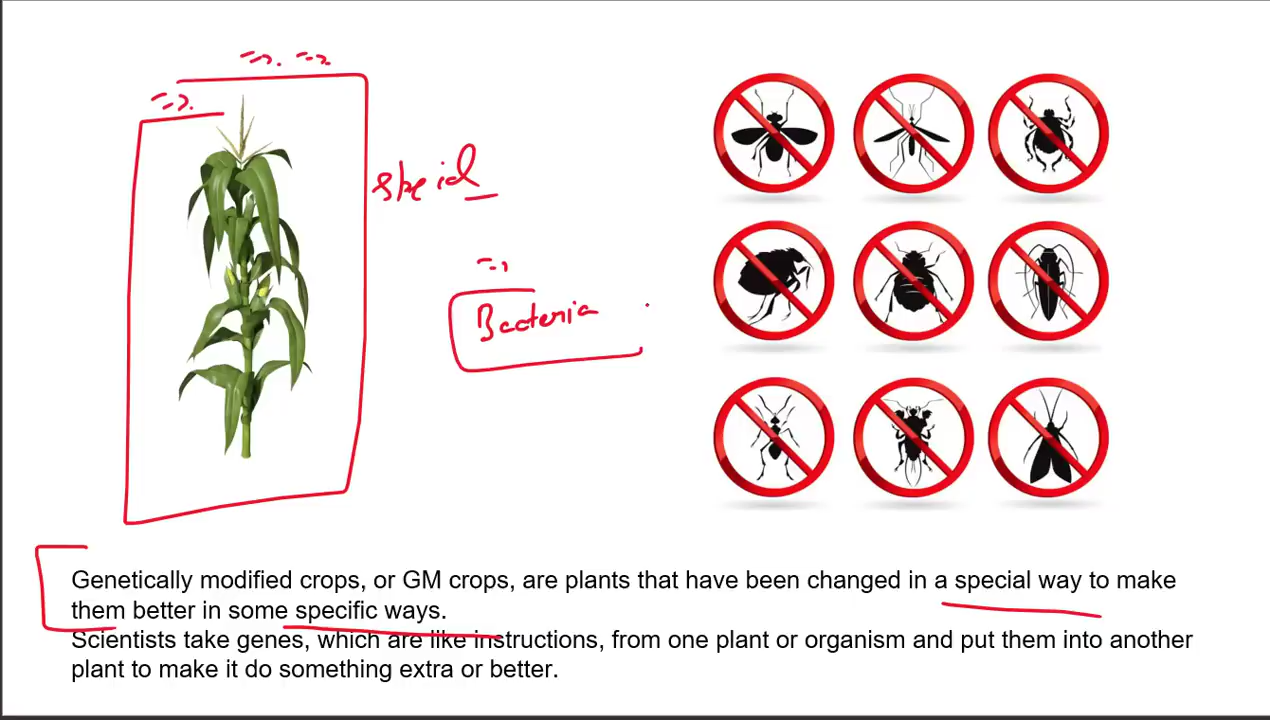 Bacteria
Genetically modified crops, or GM crops, are plants that have been changed in a special way to make
them better in some specific ways.
Scientists take genes, which are like instructions, from one plant or organism and put them into another
plant to make it do something extra or better.